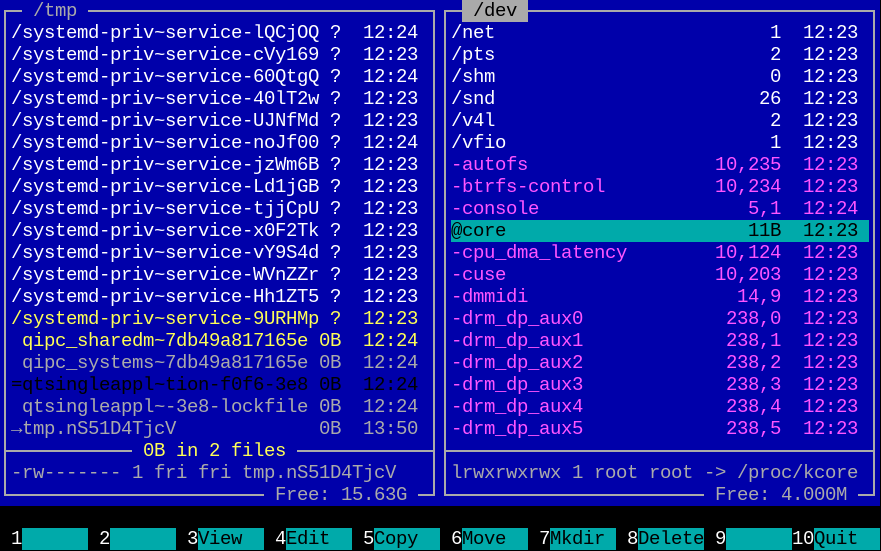 /tmp
/systemd-priv~service-lQCjOQ ? 12:24
/systemd-priv~service-cVy169 ? 12:23
/systemd-priv~service-60QtgQ ? 12:24
/systemd-priv~service-40lT2w ? 12:23
/systemd-priv~service-UJNfMd ? 12:23
/systemd-priv~service-noJf00 ? 12:24
/systemd-priv~service-jzWm6B ? 12:23
/systemd-priv~service-Ld1jGB ? 12:23
/systemd-priv~service-tjjCpU ? 12:23
/systemd-priv~service-x0F2Tk ? 12:23
/systemd-priv~service-vY9S4d ? 12:23
/systemd-priv~service-WVnZZr ? 12:23
/systemd-priv~service-Hh1ZT5 ? 12:23
/systemd-priv~service-9URHMp ? 12:23
qipc_sharedm~7db49a817165e 0B 12:24
qipc_systems~7db49a817165e 0B 12:24
=qtsingleappl~tion-f0f6-3e8 0B 12:24
qtsingleappl~-3e8-lockfile 0B 12:24
→tmp.nS51D4TjcV 0B 13:50
0B in 2 files
-rw------- 1 fri fri tmp.nS51D4TjcV
Free: 15.63G
/dev
/net 1 12:23
/pts 2 12:23
/shm 0 12:23
/snd 26 12:23
/v4l 2 12:23
/vfio 1 12:23
-autofs 10,235 12:23
-btrfs-control 10,234 12:23
-console 5,1 12:24
@core 11B 12:23
-cpu_dma_latency 10,124 12:23
-cuse 10,203 12:23
-dmmidi 14,9 12:23
-drm_dp_aux0 238,0 12:23
-drm_dp_aux1 238,1 12:23
-drm_dp_aux2 238,2 12:23
-drm_dp_aux3 238,3 12:23
-drm_dp_aux4 238,4 12:23
-drm_dp_aux5 238,5 12:23
lrwxrwxrwx 1 root root -> /proc/kcore
Free: 4.000M
1 2 3View 4Edit 5Copy 6Move 7Mkdir 8Delete 9 10Quit